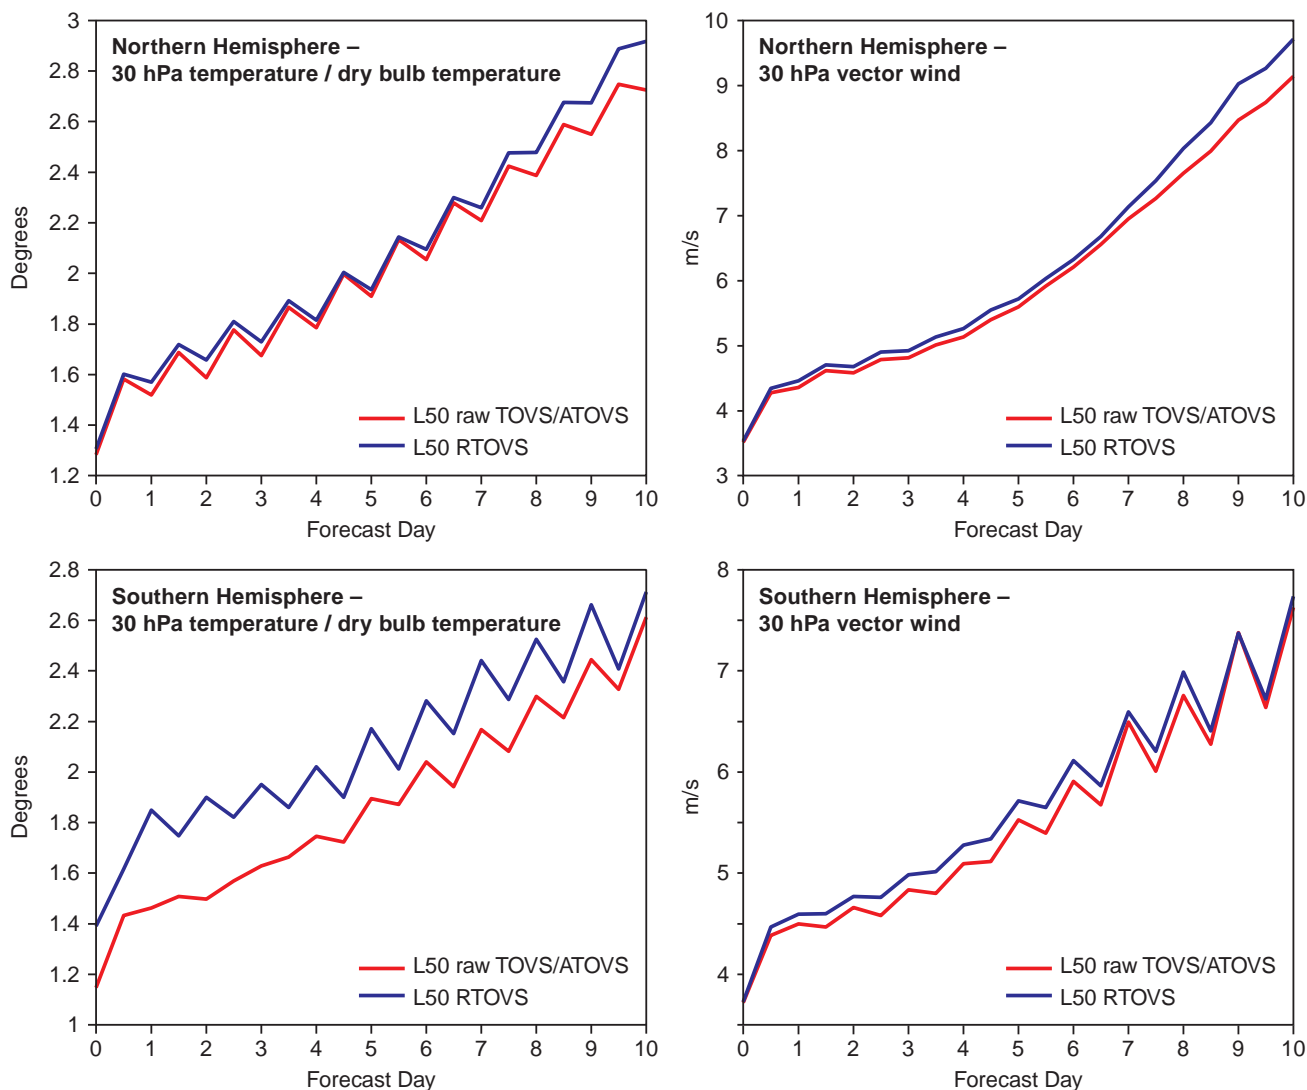 Northern Hemisphere –
30 hPa temperature / dry bulb temperature
3
2.8
2.6
2.4
2.2
2
1.8
1.6
1.4
1.2
Degrees
L50 raw TOVS/ATOVS
L50 RTOVS
0 1 2 3 4 5 6 7 8 9 10
Forecast Day
Northern Hemisphere –
30 hPa vector wind
10
9
8
7
6
5
4
3
m/s
L50 raw TOVS/ATOVS
L50 RTOVS
0 1 2 3 4 5 6 7 8 9 10
Forecast Day
Southern Hemisphere –
30 hPa temperature / dry bulb temperature
2.8
2.6
2.4
2.2
2
1.8
1.6
1.4
1.2
1
Degrees
L50 raw TOVS/ATOVS
L50 RTOVS
0 1 2 3 4 5 6 7 8 9 10
Forecast Day
Southern Hemisphere –
30 hPa vector wind
8
7
6
5
4
m/s
L50 raw TOVS/ATOVS
L50 RTOVS
0 1 2 3 4 5 6 7 8 9 10
Forecast Day